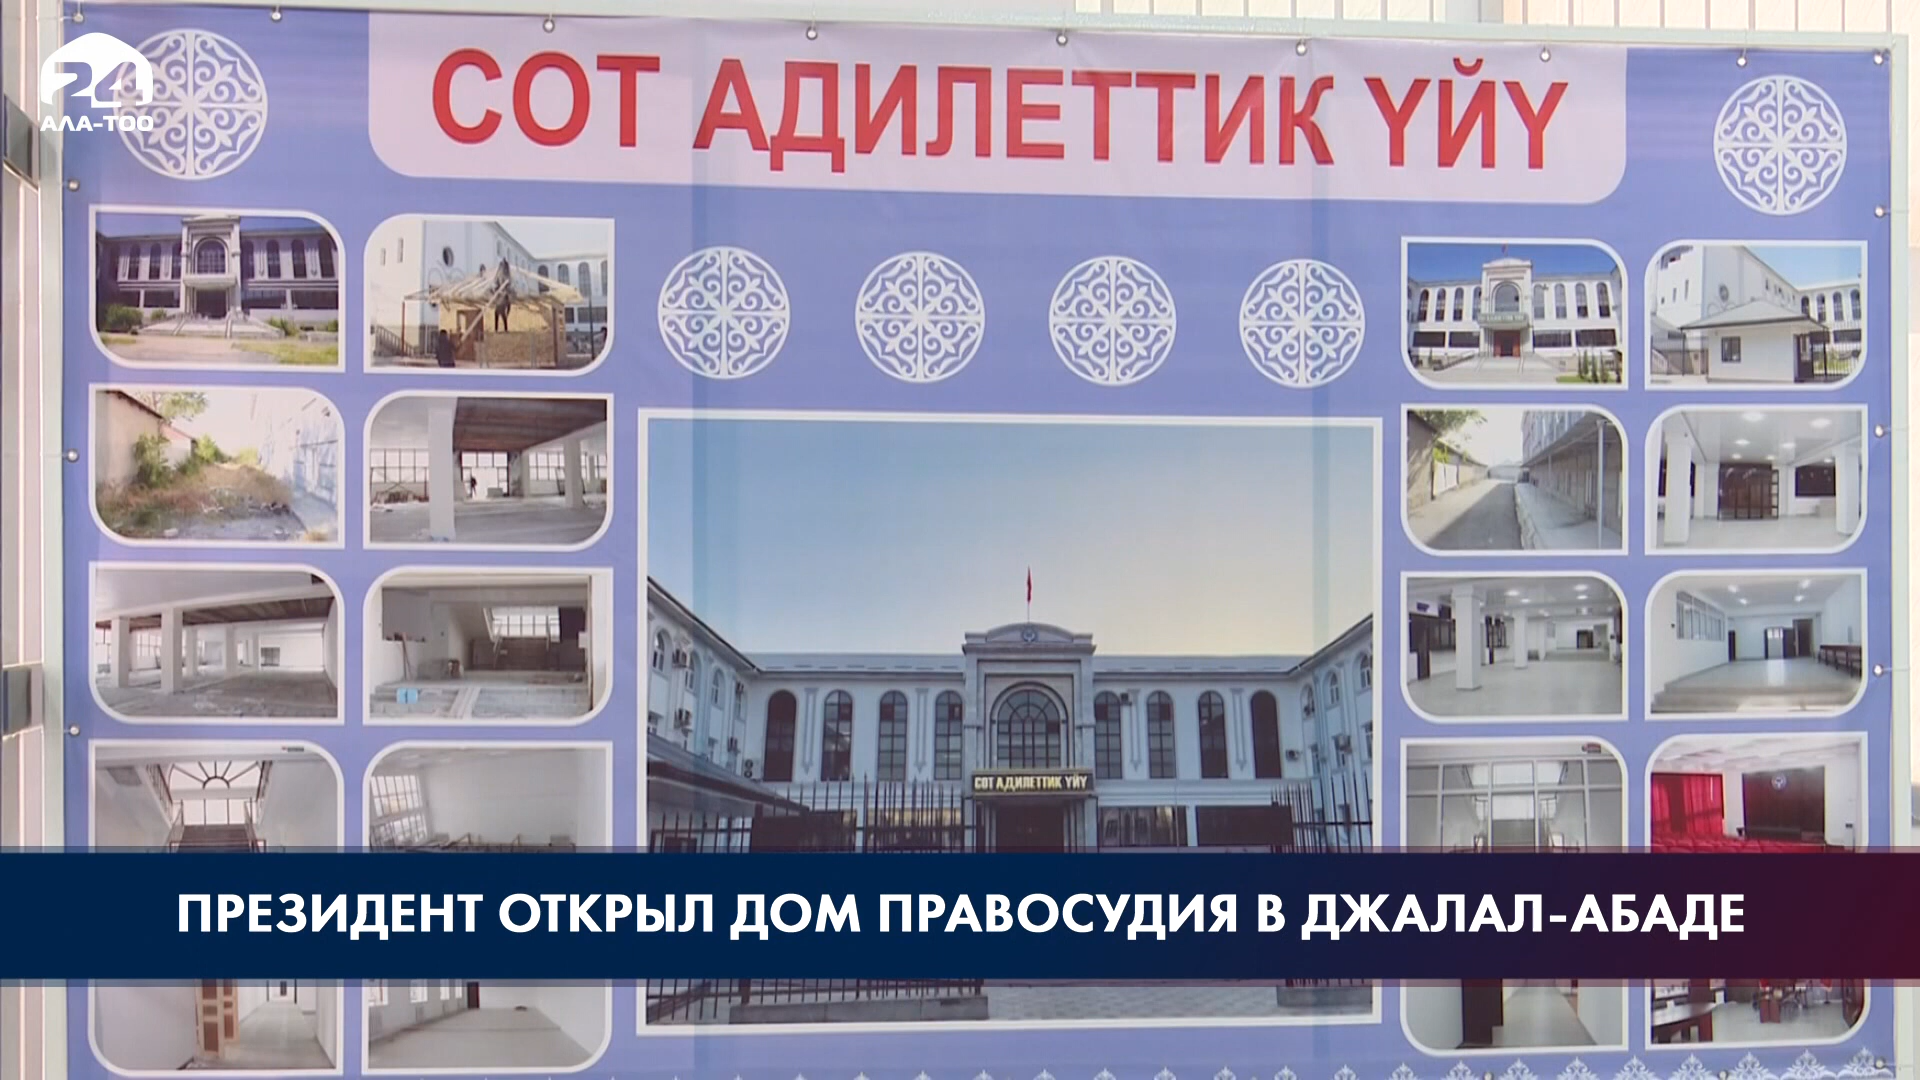 24
АЛА-ТОО
СОТ АДИЛЕТТИК ҮЙҮ
СОТ АДИЛЕТТИК ҮЙҮ
ПРЕЗИДЕНТ ОТКРЫЛ ДОМ ПРАВОСУДИЯ В ДЖАЛАЛ-АБАДЕ